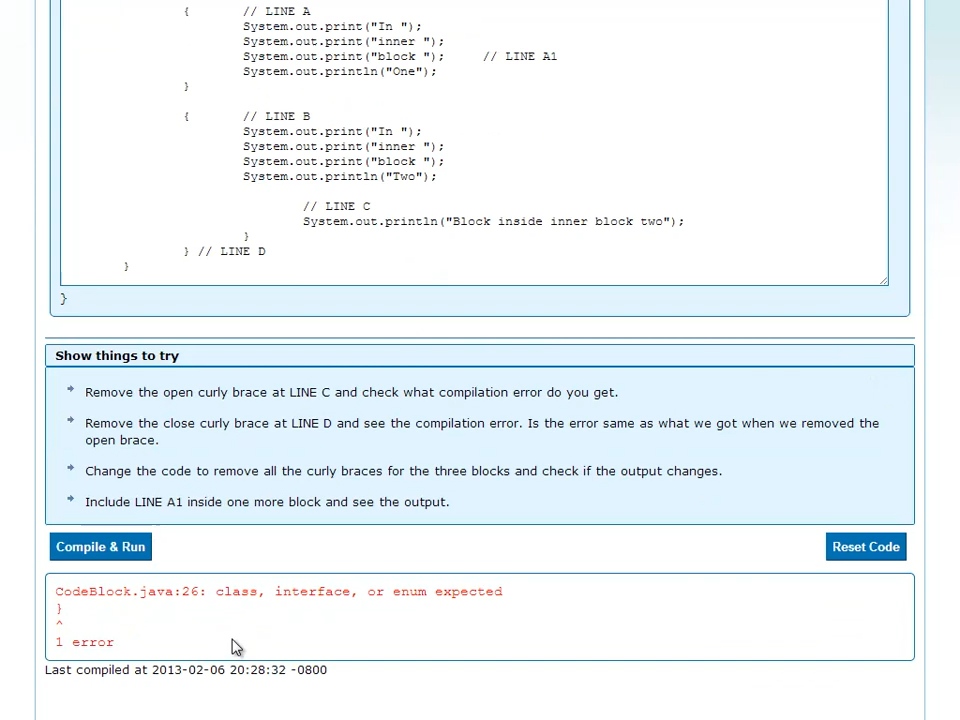 { // LINE A
System.out.print("In ");
System.out.print("inner ");
System.out.print("block "); // LINE A1
System.out.println("One");
}
{ // LINE B
System.out.print("In ");
System.out.print("inner ");
System.out.print("block ");
System.out.println("Two");
// LINE C
System.out.println("Block inside inner block two");
}
} // LINE D
}
}
Show things to try
Remove the open curly brace at LINE C and check what compilation error do you get.
Remove the close curly brace at LINE D and see the compilation error. Is the error same as what we got when we removed the
open brace.
Change the code to remove all the curly braces for the three blocks and check if the output changes.
Include LINE A1 inside one more block and see the output.
Compile & Run Reset Code
CodeBlock.java:26: class, interface, or enum expected
}
^
1 error
Last compiled at 2013-02-06 20:28:32 -0800